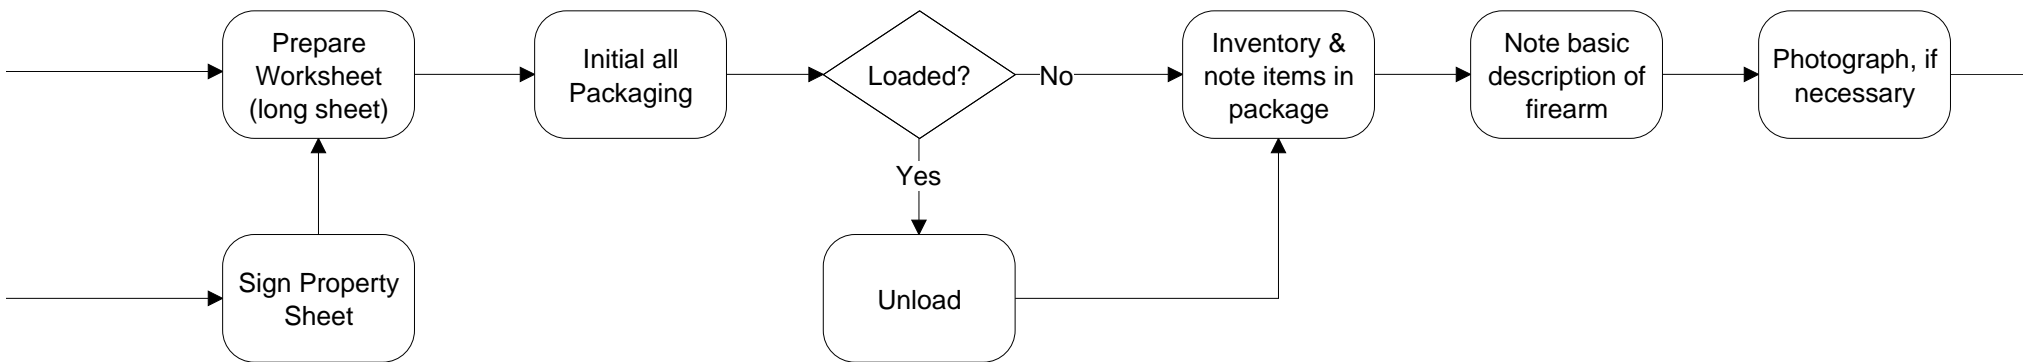 Prepare
Worksheet
(long sheet)
Initial all
Packaging
Loaded?
No
Inventory &
note items in
package
Note basic
description of
firearm
Photograph, if
necessary
Yes
Sign Property
Sheet
Unload